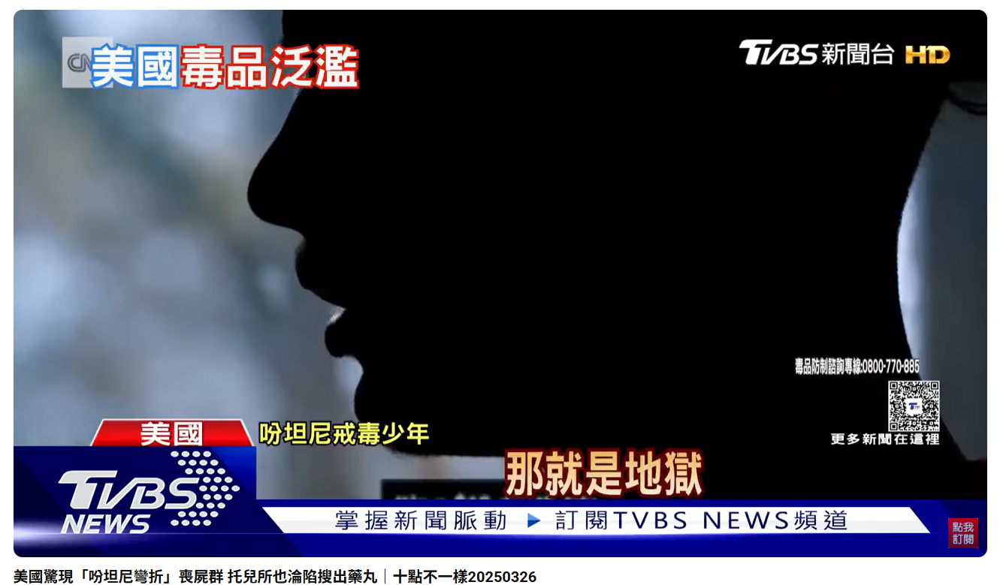 CN
美國毒品泛濫
TVBS新聞台 HD
毒品防制諮詢專線:0800-770-885
更多新聞在這裡
美國
吩坦尼戒毒少年
那就是地獄
TVBS
NEWS
掌握新聞脈動 ▶ 訂閱TVBS NEWS頻道
點我
訂閱
美國驚現「吩坦尼彎折」喪屍群 托兒所也淪陷搜出藥丸│十點不一樣20250326